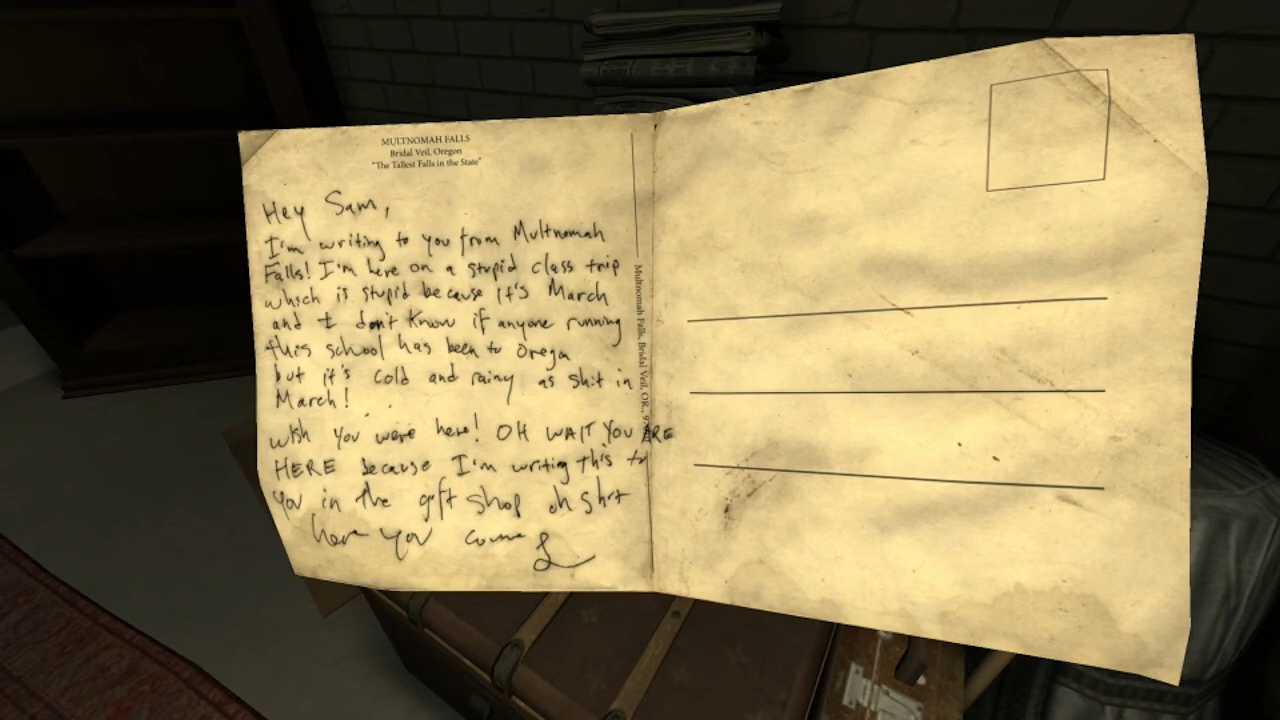 MULTNOMAH FALLS
Bridal Veil, Oregon
"The Tallest Falls in the State"
Hey Sam,
I'm writing to you from Multnomah
Falls! I'm here on a stupid class trip
which is stupid because it's March
and I don't know if anyone running
this school has been to Oregon
but it's cold and rainy as shit in
March!
wish you were here! OH WAIT YOU ARE
HERE because I'm writing this to
you in the gift shop oh shit
here you come L
Multnomah Falls, Bridal Veil, OR,